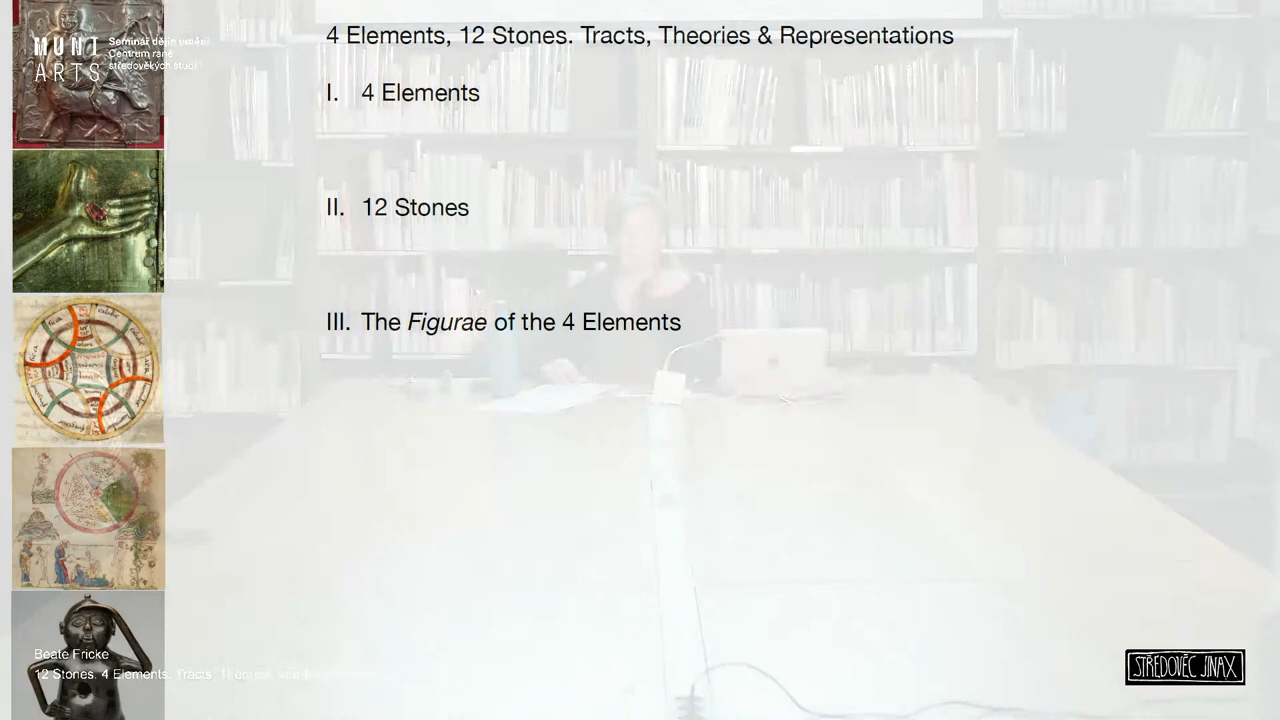 MUNI
ARTS
Seminář dějin umění
Centrum raně
středověkých studií
4 Elements, 12 Stones. Tracts, Theories & Representations
I. 4 Elements
II. 12 Stones
III. The Figurae of the 4 Elements
Beate Fricke
12 Stones. 4 Elements. Tracts,
STŘEDOVĚC JINAX